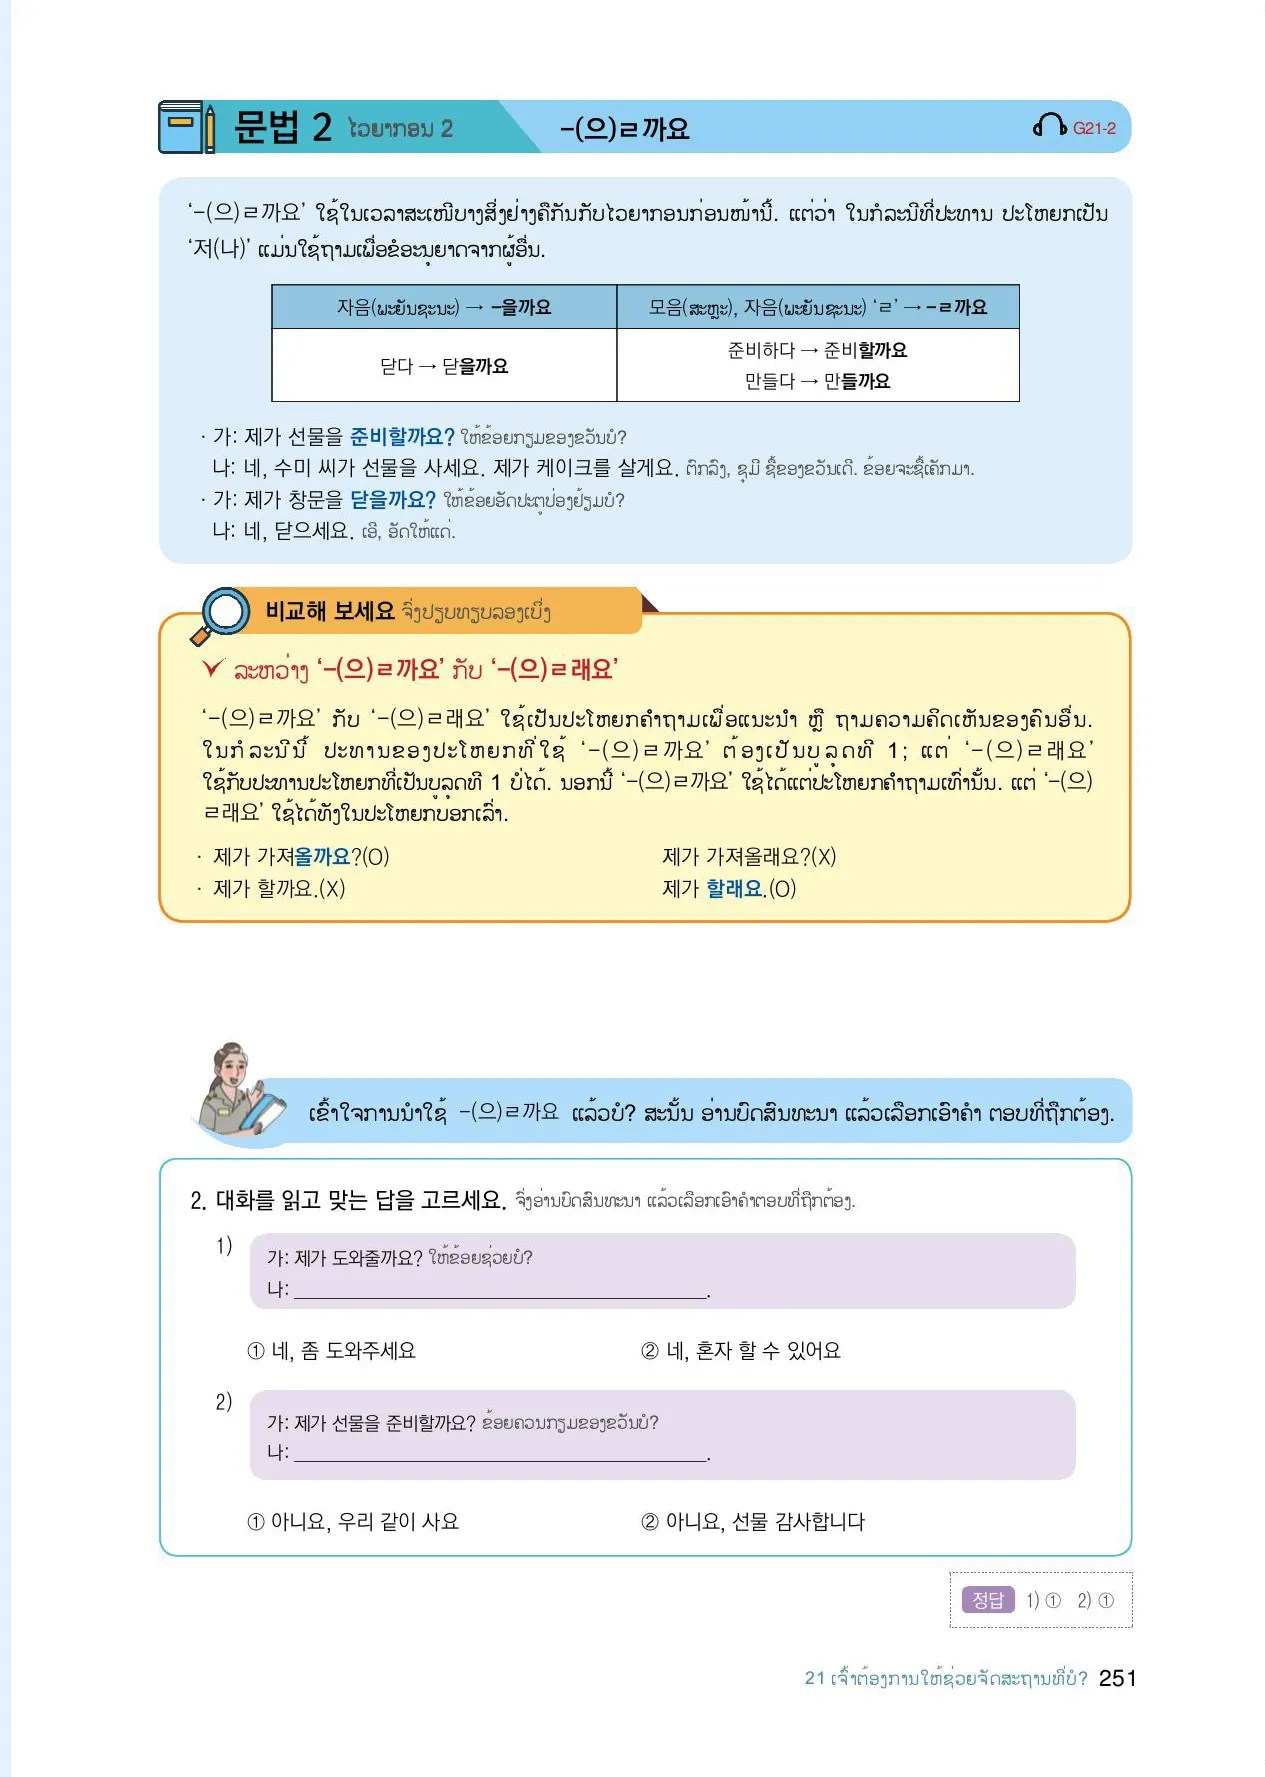 문법 2 ໄວຍາກອນ 2 -(으)ㄹ까요 G21-2
‘-(으)ㄹ까요’ ໃຊ້ໃນເວລາສະເໜີບາງສິ່ງຢ່າງຄືກັນກັບໄວຍາກອນກ່ອນໜ້ານີ້. ແຕ່ວ່າ ໃນກໍລະນີທີ່ປະທານ ປະໂຫຍກເປັນ
‘저(나)’ ແມ່ນໃຊ້ຖາມເພື່ອຂໍອະນຸຍາດຈາກຜູ້ອື່ນ.
자음(ພະຍັນຊະນະ) → -을까요 모음(ສະຫຼະ), 자음(ພະຍັນຊະນະ) ‘ㄹ’ → -ㄹ까요
닫다 → 닫을까요
준비하다 → 준비할까요
만들다 → 만들까요
· 가: 제가 선물을 준비할까요? ໃຫ້ຂ້ອຍກຽມຂອງຂວັນບໍ?
나: 네, 수미 씨가 선물을 사세요. 제가 케이크를 살게요. ຕົກລົງ, ຊຸມີ ຊື້ຂອງຂວັນເດີ. ຂ້ອຍຈະຊື້ເຄັກມາ.
· 가: 제가 창문을 닫을까요? ໃຫ້ຂ້ອຍອັດປະຕູປ່ອງຢ້ຽມບໍ?
나: 네, 닫으세요. ເອີ, ອັດໃຫ້ແດ່.
비교해 보세요 ຈົ່ງປຽບທຽບລອງເບິ່ງ
ລະຫວ່າງ ‘-(으)ㄹ까요’ ກັບ ‘-(으)ㄹ래요’
‘-(으)ㄹ까요’ ກັບ ‘-(으)ㄹ래요’ ໃຊ້ເປັນປະໂຫຍກຄໍາຖາມເພື່ອແນະນໍາ ຫຼື ຖາມຄວາມຄິດເຫັນຂອງຄົນອື່ນ.
ໃນກໍລະນີນີ້ ປະທານຂອງປະໂຫຍກທີ່ໃຊ້ ‘-(으)ㄹ까요’ ຕ້ອງເປັນບູລຸດທີ 1; ແຕ່ ‘-(으)ㄹ래요’
ໃຊ້ກັບປະທານປະໂຫຍກທີ່ເປັນບູລຸດທີ 1 ບໍ່ໄດ້. ນອກນີ້ ‘-(으)ㄹ까요’ ໃຊ້ໄດ້ແຕ່ປະໂຫຍກຄໍາຖາມເທົ່ານັ້ນ. ແຕ່ ‘-(으)
ㄹ래요’ ໃຊ້ໄດ້ທັງໃນປະໂຫຍກບອກເລົ່າ.
· 제가 가져올까요?(O) 제가 가져올래요?(X)
· 제가 할까요.(X) 제가 할래요.(O)
ເຂົ້າໃຈການນໍາໃຊ້ -(으)ㄹ까요 ແລ້ວບໍ? ສະນັ້ນ ອ່ານບົດສົນທະນາ ແລ້ວເລືອກເອົາຄໍາ ຕອບທີ່ຖືກຕ້ອງ.
2. 대화를 읽고 맞는 답을 고르세요. ຈົ່ງອ່ານບົດສົນທະນາ ແລ້ວເລືອກເອົາຄໍາຕອບທີ່ຖືກຕ້ອງ.
1)
가: 제가 도와줄까요? ໃຫ້ຂ້ອຍຊ່ວຍບໍ?
나: ____________________.
① 네, 좀 도와주세요 ② 네, 혼자 할 수 있어요
2)
가: 제가 선물을 준비할까요? ຂ້ອຍຄວນກຽມຂອງຂວັນບໍ?
나: ____________________.
① 아니요, 우리 같이 사요 ② 아니요, 선물 감사합니다
정답 1) ① 2) ①
21 ເຈົ້າຕ້ອງການໃຫ້ຊ່ວຍຈັດສະຖານທີ່ບໍ? 251